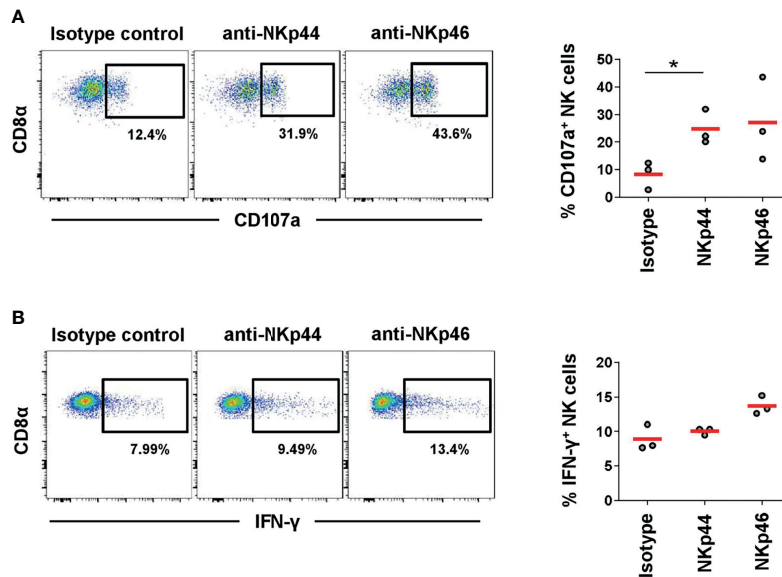 A
Isotype control anti-NKp44 anti-NKp46
CD8α
12.4% 31.9% 43.6%
CD107a
% CD107a+ NK cells
50
40
30
20
10
0
*
Isotype NKp44 NKp46
B
Isotype control anti-NKp44 anti-NKp46
CD8α
7.99% 9.49% 13.4%
IFN-γ
% IFN-γ+ NK cells
20
15
10
5
0
Isotype NKp44 NKp46